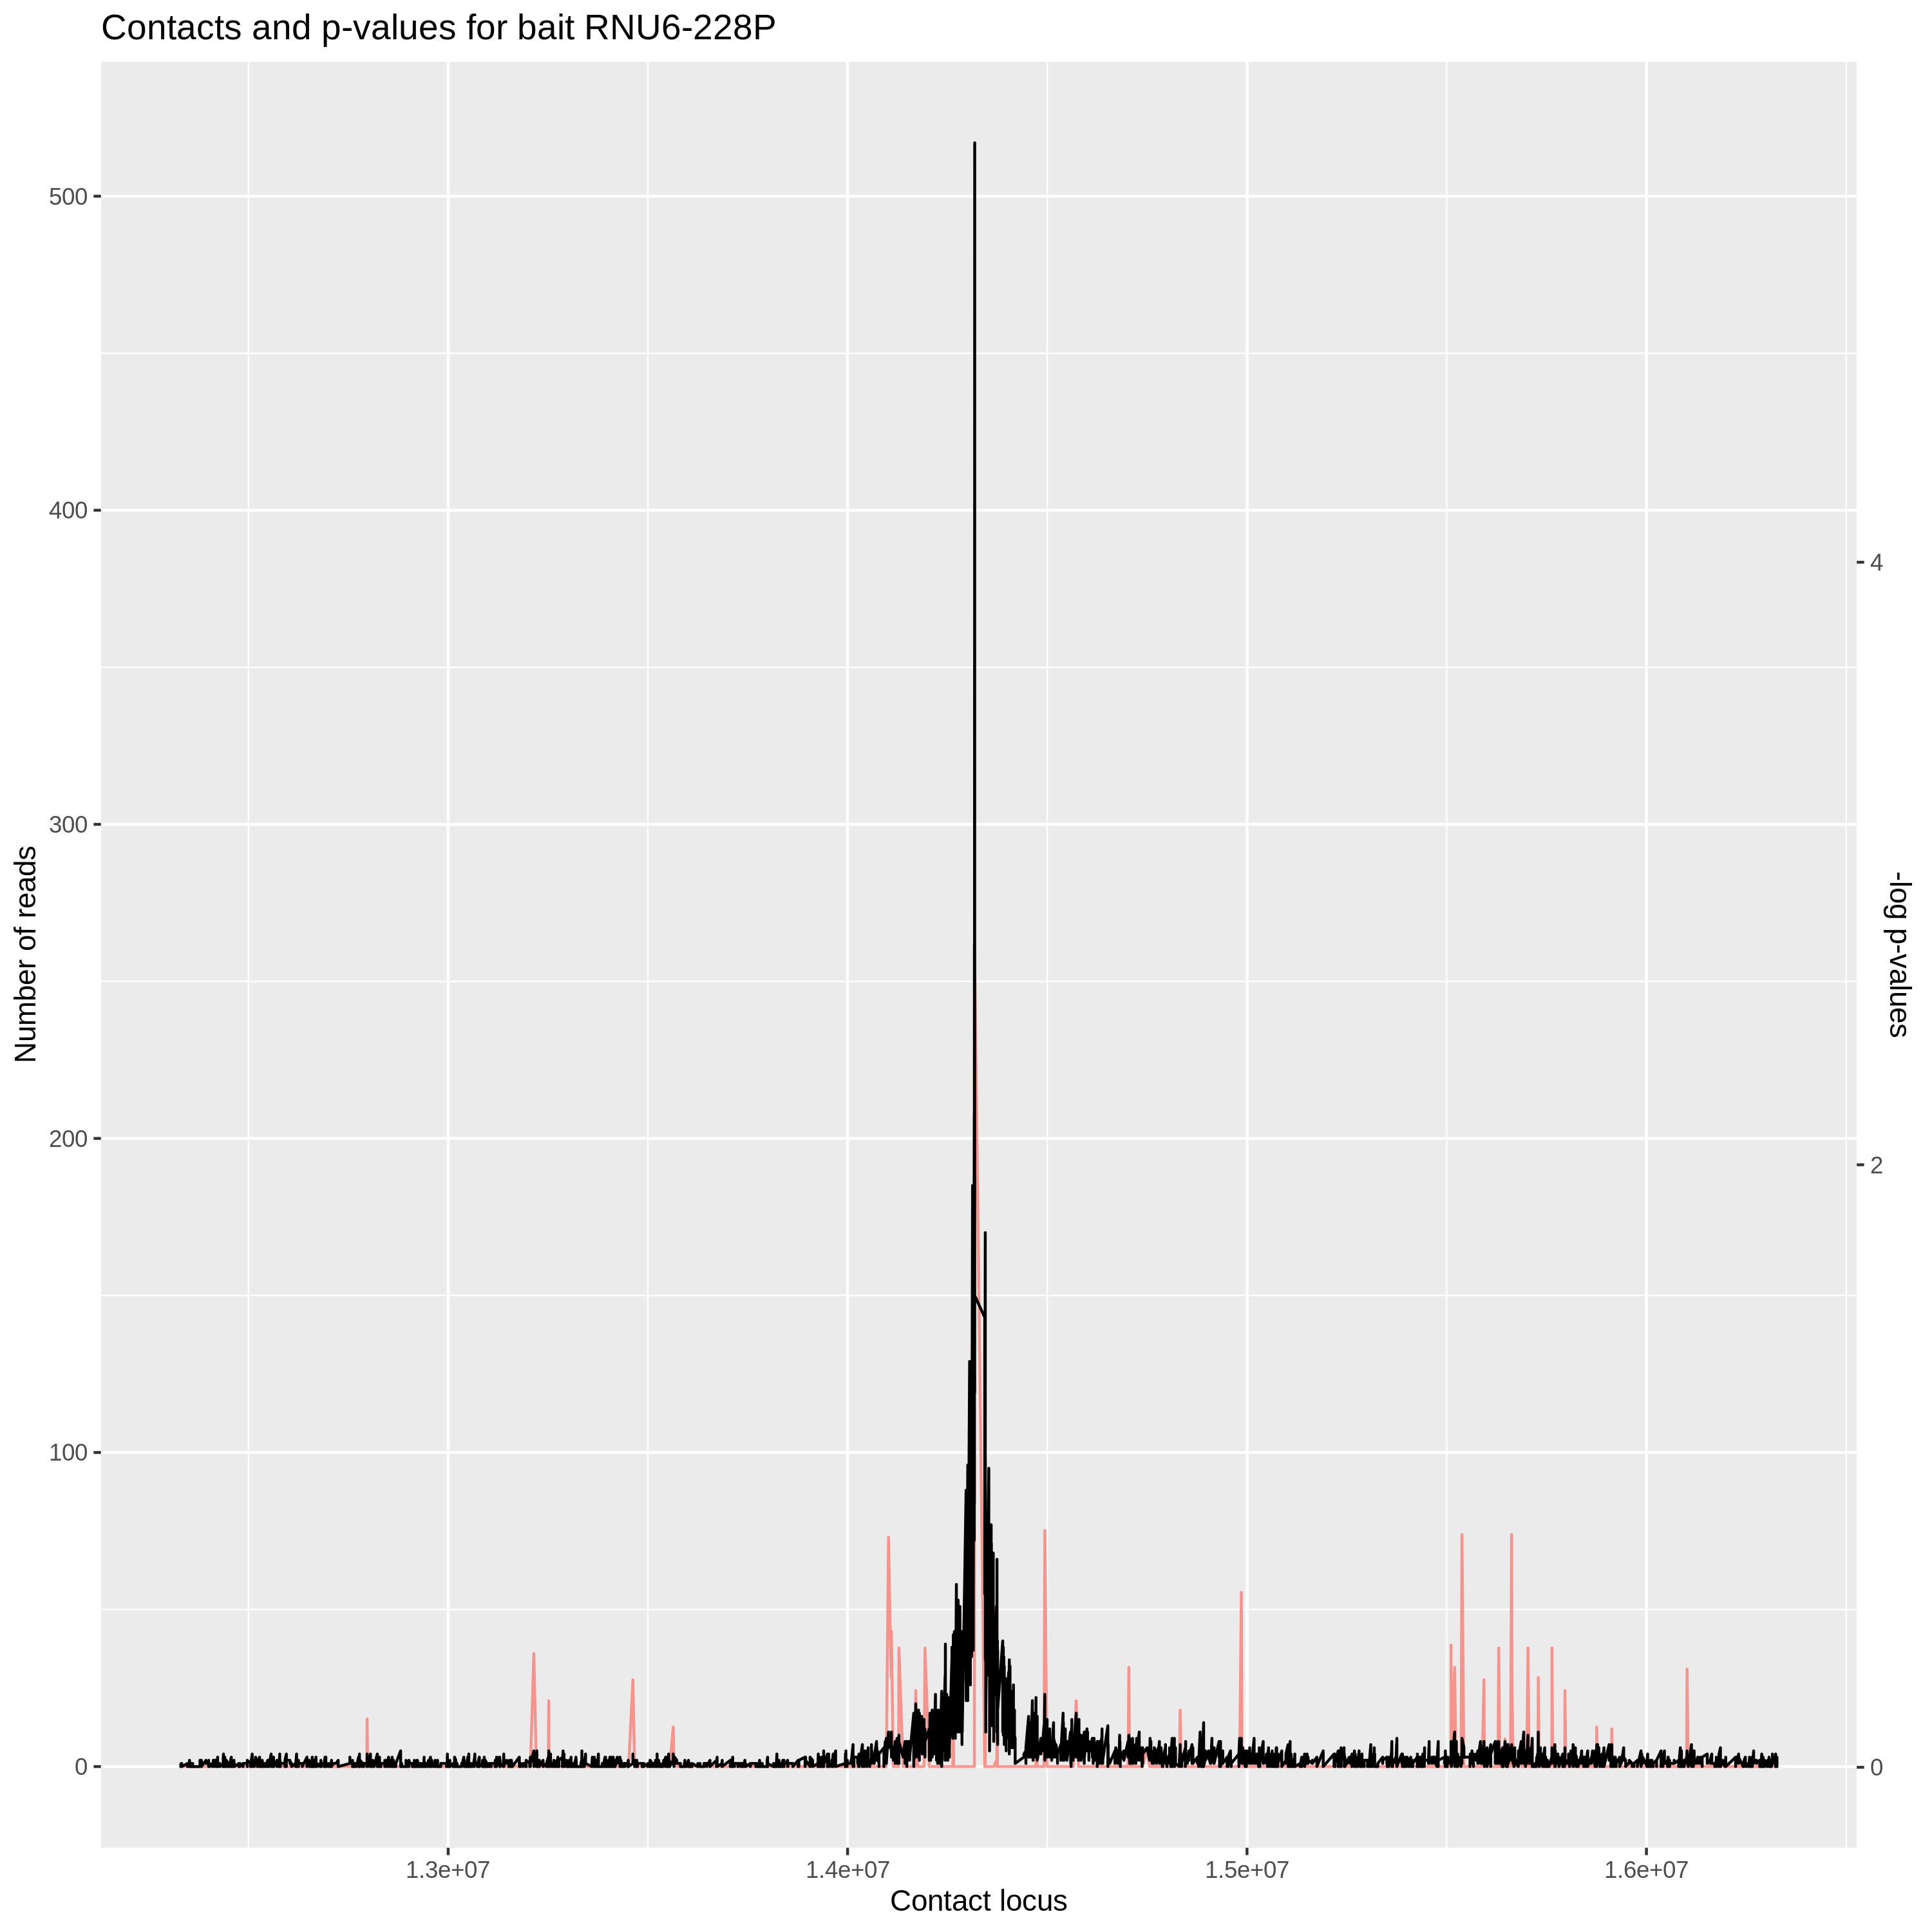 Contacts and p-values for bait RNU6-228P
500
400
300
200
100
0
Number of reads
4
2
0
-log p-values
1.3e+07
1.4e+07
1.5e+07
1.6e+07
Contact locus